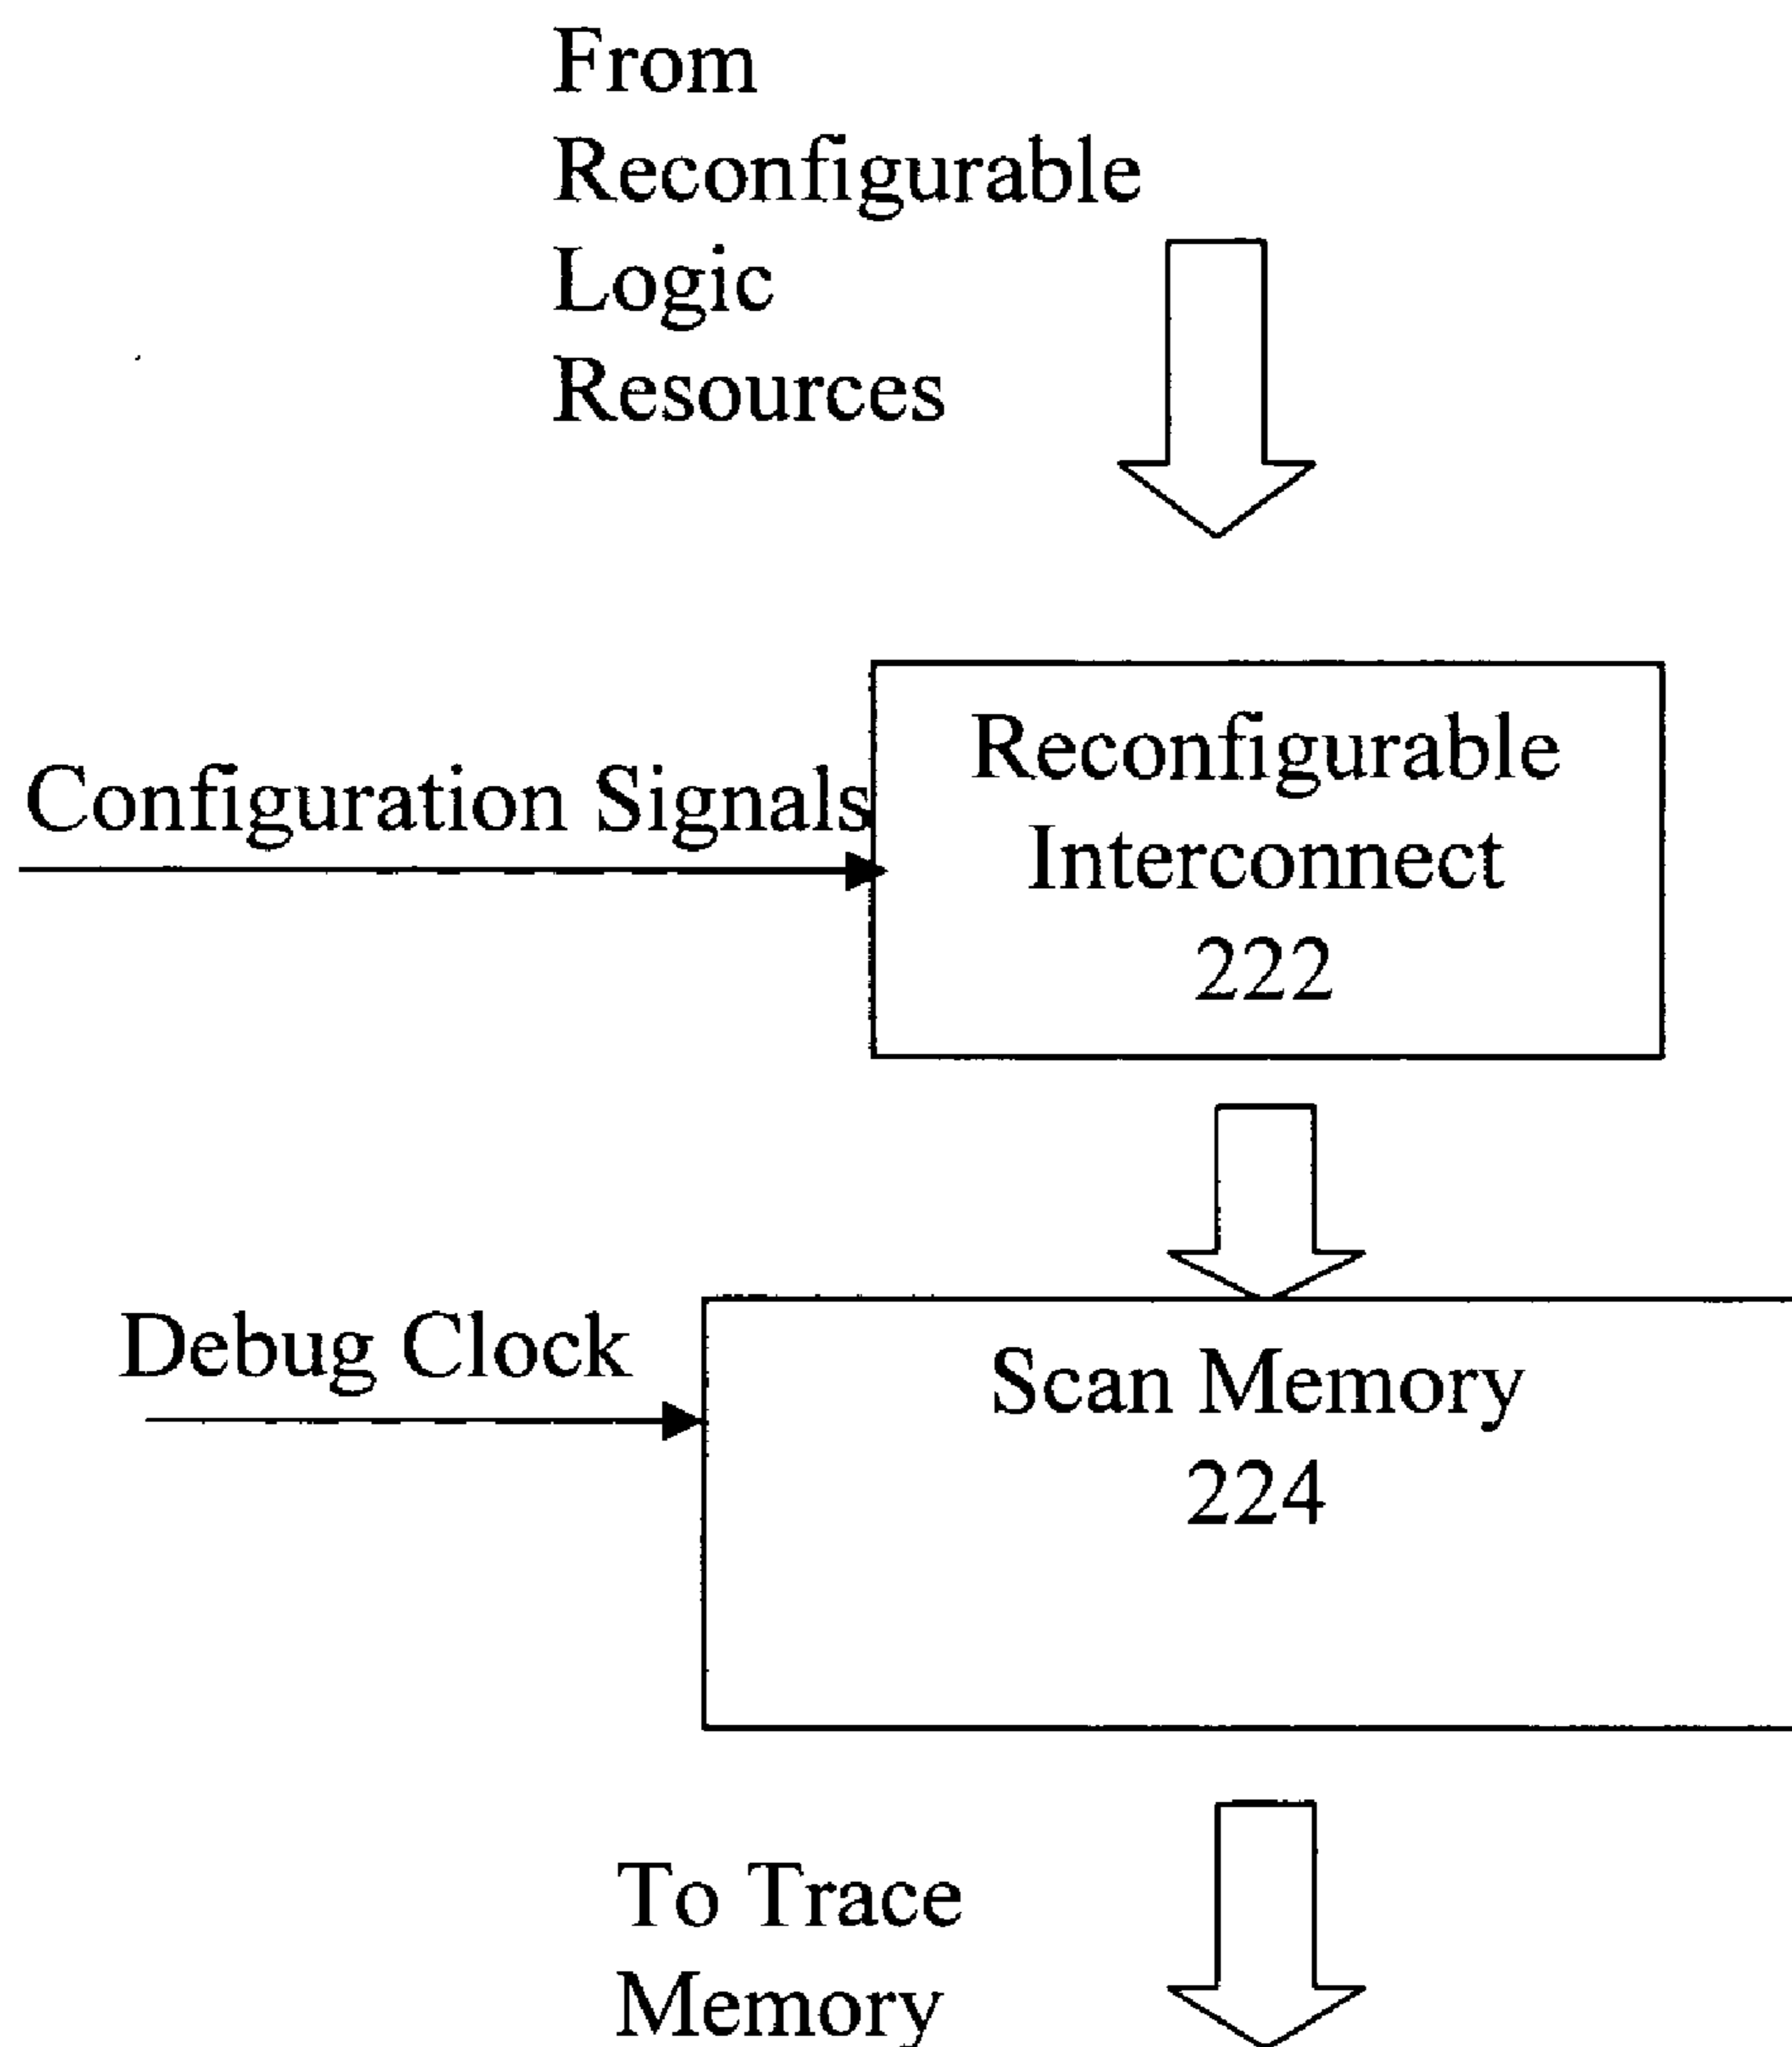 From
Reconfigurable
Logic
Resources
Configuration Signals
Reconfigurable
Interconnect
222
Debug Clock
Scan Memory
224
To Trace
Memory